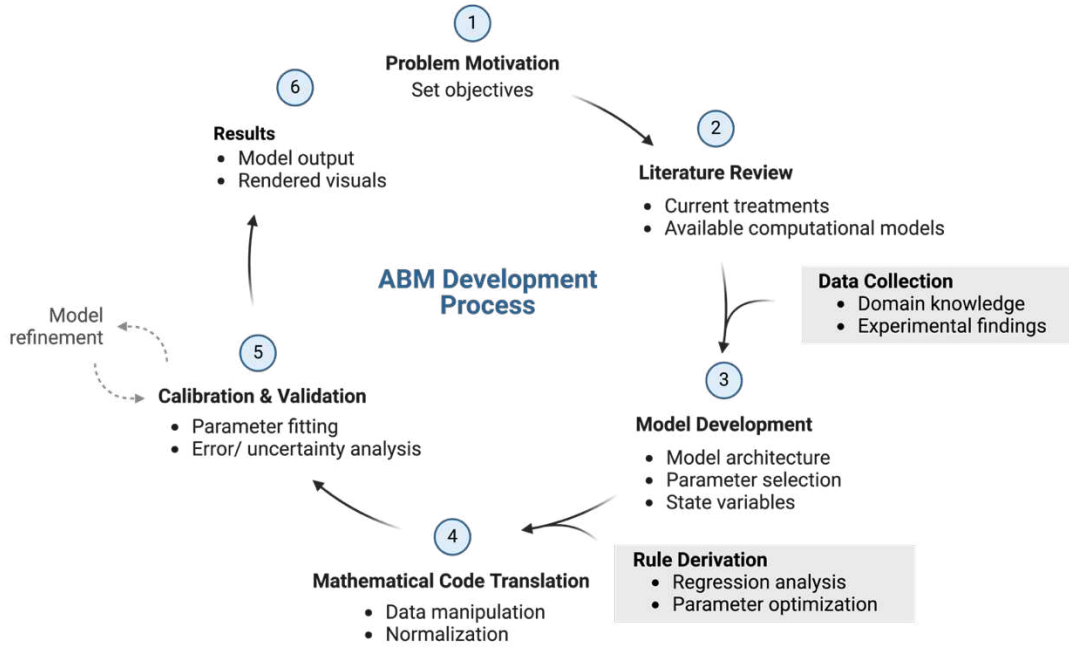 1
Problem Motivation
Set objectives
2
Literature Review
• Current treatments
• Available computational models
Data Collection
• Domain knowledge
• Experimental findings
3
Model Development
• Model architecture
• Parameter selection
• State variables
Rule Derivation
• Regression analysis
• Parameter optimization
4
Mathematical Code Translation
• Data manipulation
• Normalization
5
Calibration & Validation
• Parameter fitting
• Error/ uncertainty analysis
Model
refinement
6
Results
• Model output
• Rendered visuals
ABM Development
Process